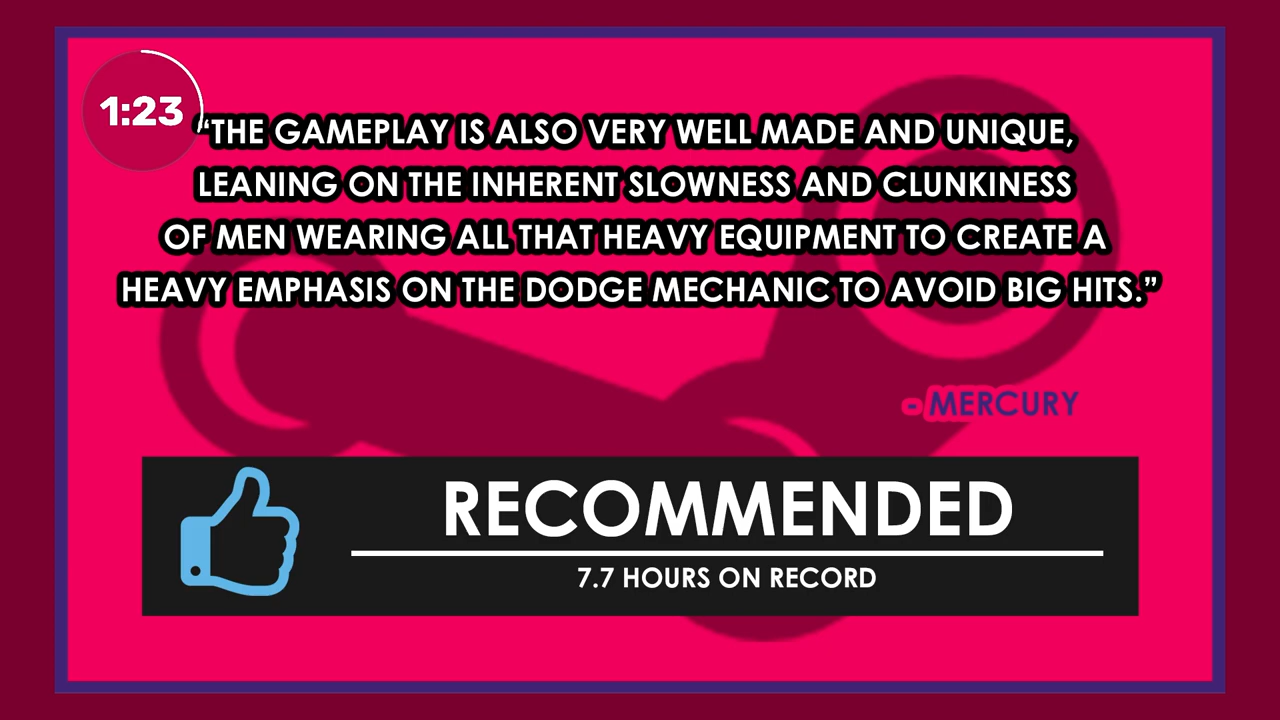 1:23
“THE GAMEPLAY IS ALSO VERY WELL MADE AND UNIQUE,
LEANING ON THE INHERENT SLOWNESS AND CLUNKINESS
OF MEN WEARING ALL THAT HEAVY EQUIPMENT TO CREATE A
HEAVY EMPHASIS ON THE DODGE MECHANIC TO AVOID BIG HITS.”
- MERCURY
RECOMMENDED
7.7 HOURS ON RECORD